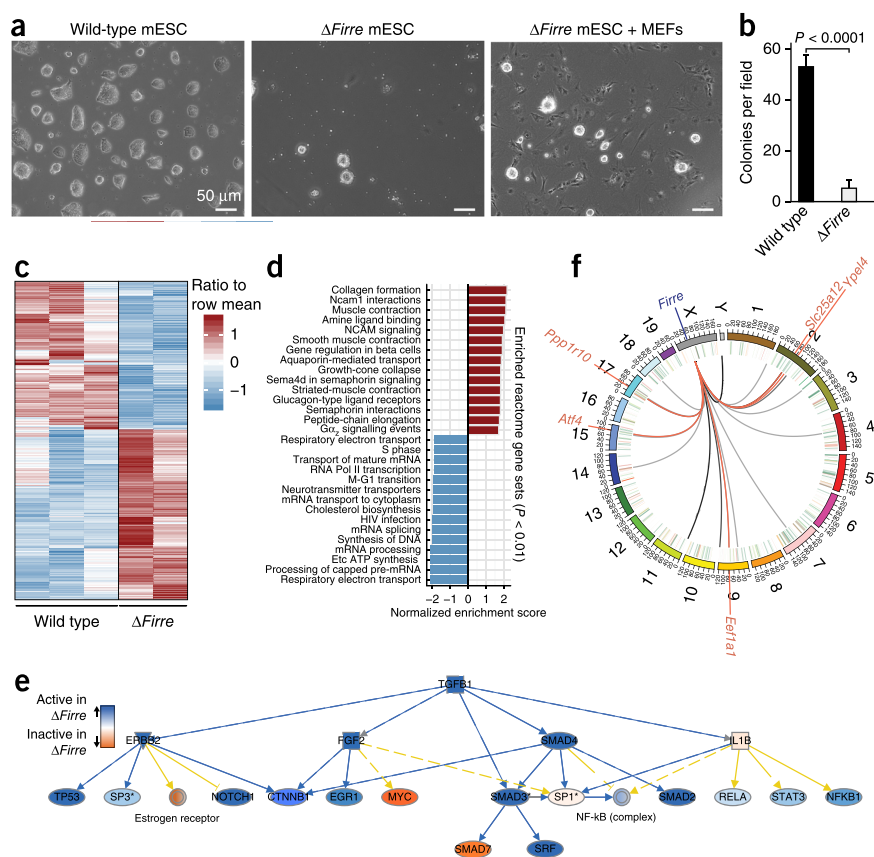 a
Wild-type mESC
ΔFirre mESC
ΔFirre mESC + MEFs
50 μm
b
P < 0.0001
Colonies per field
60
40
20
0
Wild type
ΔFirre
c
Ratio to
row mean
1
0
−1
Wild type
ΔFirre
d
Collagen formation
Ncam1 interactions
Muscle contraction
Amine ligand binding
NCAM signaling
Smooth muscle contraction
Gene regulation in beta cells
Aquaporin-mediated transport
Growth-cone collapse
Sema4d in semaphorin signaling
Striated-muscle contraction
Glucagon-type ligand receptors
Semaphorin interactions
Peptide-chain elongation
Gαz signalling events
Respiratory electron transport
S phase
Transport of mature mRNA
RNA Pol II transcription
M-G1 transition
Neurotransmitter transporters
mRNA transport to cytoplasm
Cholesterol biosynthesis
HIV infection
mRNA splicing
Synthesis of DNA
mRNA processing
Etc ATP synthesis
Processing of capped pre-mRNA
Respiratory electron transport
−2 −1 0 1 2
Normalized enrichment score
Enriched reactome gene sets (P < 0.01)
f
Firre
Slc25a12
Ypel4
Ppp1r10
Atf4
Eef1a1
X
Y
1
2
3
4
5
6
7
8
9
10
11
12
13
14
15
16
17
18
19
e
Active in
ΔFirre
Inactive in
ΔFirre
TGFB1
ERBB2
FGF2
SMAD4
IL1B
TP53
SP3*
Estrogen receptor
NOTCH1
CTNNB1
EGR1
MYC
SMAD3*
SP1*
NF-kB (complex)
SMAD2
RELA
STAT3
NFKB1
SMAD7
SRF